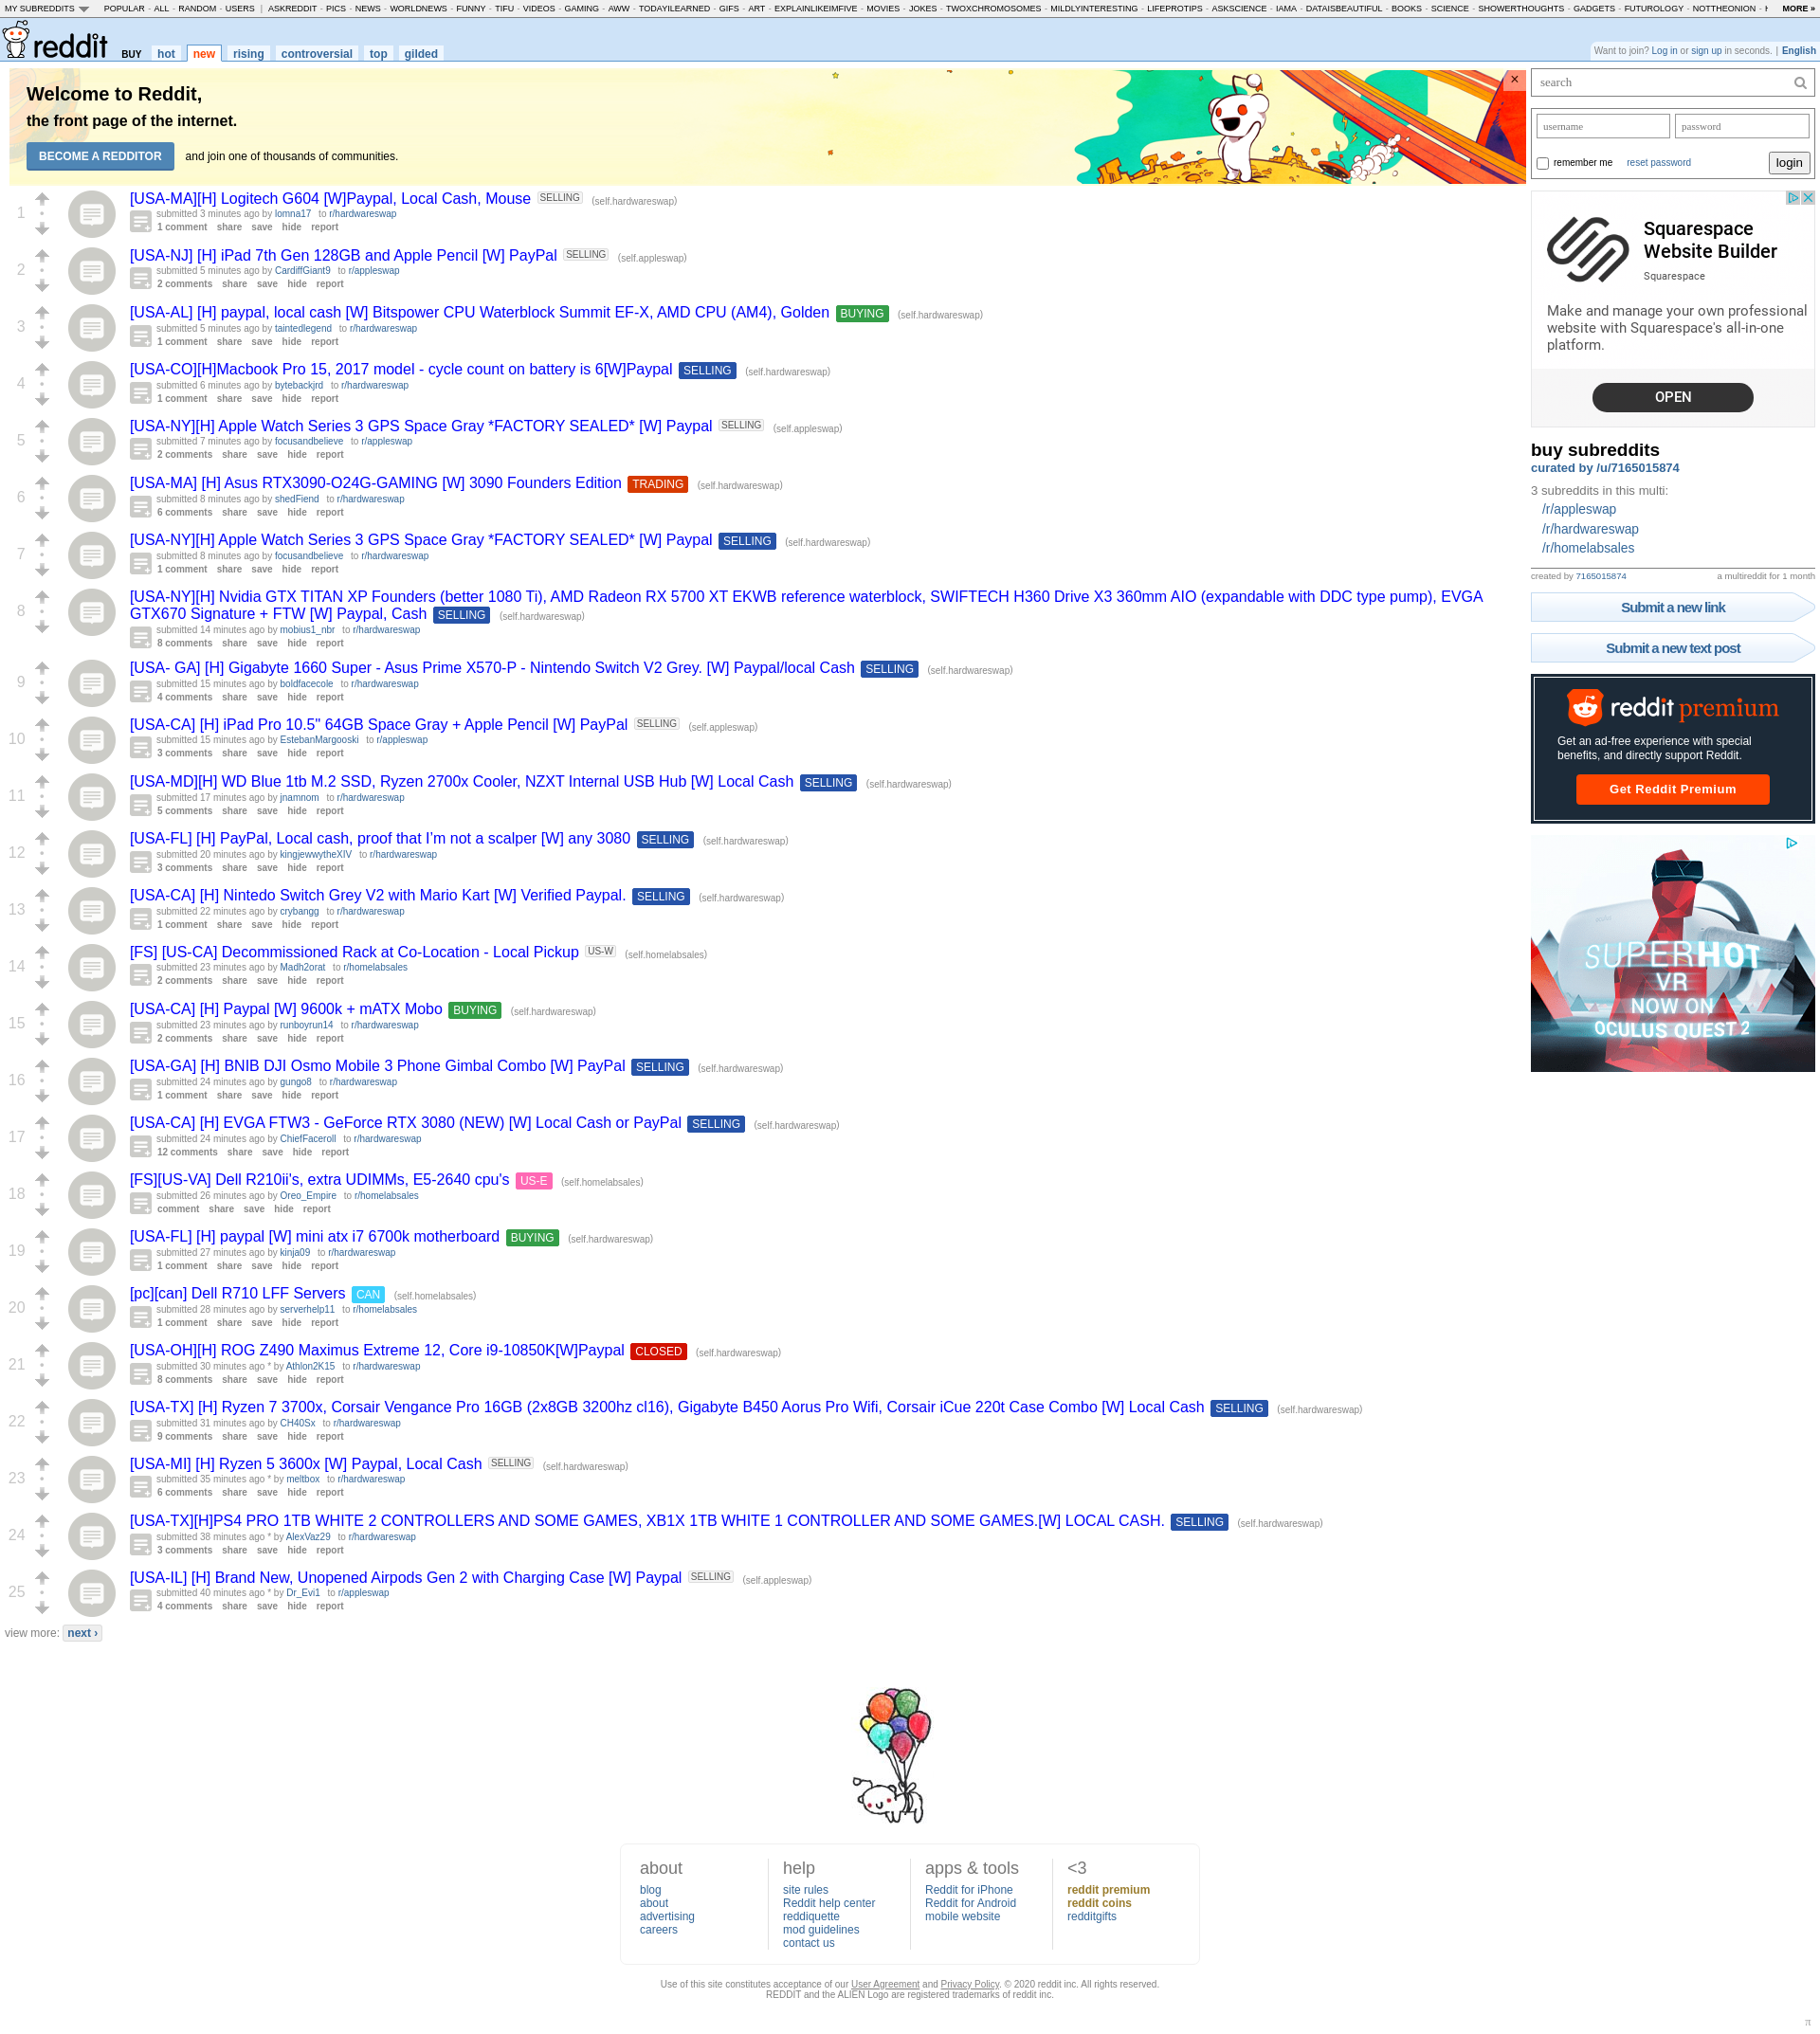 MY SUBREDDITS POPULAR - ALL - RANDOM - USERS | ASKREDDIT - PICS - NEWS - WORLDNEWS - FUNNY - TIFU - VIDEOS - GAMING - AWW - TODAYILEARNED - GIFS - ART - EXPLAINLIKEIMFIVE - MOVIES - JOKES - TWOXCHROMOSOMES - MILDLYINTERESTING - LIFEPROTIPS - ASKSCIENCE - IAMA - DATAISBEAUTIFUL - BOOKS - SCIENCE - SHOWERTHOUGHTS - GADGETS - FUTUROLOGY - NOTTHEONION - MORE »
reddit BUY hot new rising controversial top gilded
Want to join? Log in or sign up in seconds. | English
Welcome to Reddit,
the front page of the internet.
BECOME A REDDITOR and join one of thousands of communities.
×
1
[USA-MA][H] Logitech G604 [W]Paypal, Local Cash, Mouse SELLING (self.hardwareswap)
submitted 3 minutes ago by lomna17 to r/hardwareswap
1 comment share save hide report
2
[USA-NJ] [H] iPad 7th Gen 128GB and Apple Pencil [W] PayPal SELLING (self.appleswap)
submitted 5 minutes ago by CardiffGiant9 to r/appleswap
2 comments share save hide report
3
[USA-AL] [H] paypal, local cash [W] Bitspower CPU Waterblock Summit EF-X, AMD CPU (AM4), Golden BUYING (self.hardwareswap)
submitted 5 minutes ago by taintedlegend to r/hardwareswap
1 comment share save hide report
4
[USA-CO][H]Macbook Pro 15, 2017 model - cycle count on battery is 6[W]Paypal SELLING (self.hardwareswap)
submitted 6 minutes ago by bytebackjrd to r/hardwareswap
1 comment share save hide report
5
[USA-NY][H] Apple Watch Series 3 GPS Space Gray *FACTORY SEALED* [W] Paypal SELLING (self.appleswap)
submitted 7 minutes ago by focusandbelieve to r/appleswap
2 comments share save hide report
6
[USA-MA] [H] Asus RTX3090-O24G-GAMING [W] 3090 Founders Edition TRADING (self.hardwareswap)
submitted 8 minutes ago by shedFiend to r/hardwareswap
6 comments share save hide report
7
[USA-NY][H] Apple Watch Series 3 GPS Space Gray *FACTORY SEALED* [W] Paypal SELLING (self.hardwareswap)
submitted 8 minutes ago by focusandbelieve to r/hardwareswap
1 comment share save hide report
8
[USA-NY][H] Nvidia GTX TITAN XP Founders (better 1080 Ti), AMD Radeon RX 5700 XT EKWB reference waterblock, SWIFTECH H360 Drive X3 360mm AIO (expandable with DDC type pump), EVGA
GTX670 Signature + FTW [W] Paypal, Cash SELLING (self.hardwareswap)
submitted 14 minutes ago by mobius1_nbr to r/hardwareswap
8 comments share save hide report
9
[USA- GA] [H] Gigabyte 1660 Super - Asus Prime X570-P - Nintendo Switch V2 Grey. [W] Paypal/local Cash SELLING (self.hardwareswap)
submitted 15 minutes ago by boldfacecole to r/hardwareswap
4 comments share save hide report
10
[USA-CA] [H] iPad Pro 10.5" 64GB Space Gray + Apple Pencil [W] PayPal SELLING (self.appleswap)
submitted 15 minutes ago by EstebanMargooski to r/appleswap
3 comments share save hide report
11
[USA-MD][H] WD Blue 1tb M.2 SSD, Ryzen 2700x Cooler, NZXT Internal USB Hub [W] Local Cash SELLING (self.hardwareswap)
submitted 17 minutes ago by jnamnom to r/hardwareswap
5 comments share save hide report
12
[USA-FL] [H] PayPal, Local cash, proof that I'm not a scalper [W] any 3080 SELLING (self.hardwareswap)
submitted 20 minutes ago by kingjewwytheXIV to r/hardwareswap
3 comments share save hide report
13
[USA-CA] [H] Nintedo Switch Grey V2 with Mario Kart [W] Verified Paypal. SELLING (self.hardwareswap)
submitted 22 minutes ago by crybangg to r/hardwareswap
1 comment share save hide report
14
[FS] [US-CA] Decommissioned Rack at Co-Location - Local Pickup US-W (self.homelabsales)
submitted 23 minutes ago by Madh2orat to r/homelabsales
2 comments share save hide report
15
[USA-CA] [H] Paypal [W] 9600k + mATX Mobo BUYING (self.hardwareswap)
submitted 23 minutes ago by runboyrun14 to r/hardwareswap
2 comments share save hide report
16
[USA-GA] [H] BNIB DJI Osmo Mobile 3 Phone Gimbal Combo [W] PayPal SELLING (self.hardwareswap)
submitted 24 minutes ago by gungo8 to r/hardwareswap
1 comment share save hide report
17
[USA-CA] [H] EVGA FTW3 - GeForce RTX 3080 (NEW) [W] Local Cash or PayPal SELLING (self.hardwareswap)
submitted 24 minutes ago by ChiefFaceroll to r/hardwareswap
12 comments share save hide report
18
[FS][US-VA] Dell R210ii's, extra UDIMMs, E5-2640 cpu's US-E (self.homelabsales)
submitted 26 minutes ago by Oreo_Empire to r/homelabsales
comment share save hide report
19
[USA-FL] [H] paypal [W] mini atx i7 6700k motherboard BUYING (self.hardwareswap)
submitted 27 minutes ago by kinja09 to r/hardwareswap
1 comment share save hide report
20
[pc][can] Dell R710 LFF Servers CAN (self.homelabsales)
submitted 28 minutes ago by serverhelp11 to r/homelabsales
1 comment share save hide report
21
[USA-OH][H] ROG Z490 Maximus Extreme 12, Core i9-10850K[W]Paypal CLOSED (self.hardwareswap)
submitted 30 minutes ago * by Athlon2K15 to r/hardwareswap
8 comments share save hide report
22
[USA-TX] [H] Ryzen 7 3700x, Corsair Vengance Pro 16GB (2x8GB 3200hz cl16), Gigabyte B450 Aorus Pro Wifi, Corsair iCue 220t Case Combo [W] Local Cash SELLING (self.hardwareswap)
submitted 31 minutes ago by CH40Sx to r/hardwareswap
9 comments share save hide report
23
[USA-MI] [H] Ryzen 5 3600x [W] Paypal, Local Cash SELLING (self.hardwareswap)
submitted 35 minutes ago * by meltbox to r/hardwareswap
6 comments share save hide report
24
[USA-TX][H]PS4 PRO 1TB WHITE 2 CONTROLLERS AND SOME GAMES, XB1X 1TB WHITE 1 CONTROLLER AND SOME GAMES.[W] LOCAL CASH. SELLING (self.hardwareswap)
submitted 38 minutes ago * by AlexVaz29 to r/hardwareswap
3 comments share save hide report
25
[USA-IL] [H] Brand New, Unopened Airpods Gen 2 with Charging Case [W] Paypal SELLING (self.appleswap)
submitted 40 minutes ago * by Dr_Evi1 to r/appleswap
4 comments share save hide report
view more: next ›
search
username password
remember me reset password login
Squarespace
Website Builder
Squarespace
Make and manage your own professional
website with Squarespace's all-in-one
platform.
OPEN
buy subreddits
curated by /u/7165015874
3 subreddits in this multi:
/r/appleswap
/r/hardwareswap
/r/homelabsales
created by 7165015874 a multireddit for 1 month
Submit a new link
Submit a new text post
reddit premium
Get an ad-free experience with special
benefits, and directly support Reddit.
Get Reddit Premium
SUPERHOT
VR
NOW ON
OCULUS QUEST 2
about
blog
about
advertising
careers
help
site rules
Reddit help center
reddiquette
mod guidelines
contact us
apps & tools
Reddit for iPhone
Reddit for Android
mobile website
<3
reddit premium
reddit coins
redditgifts
Use of this site constitutes acceptance of our User Agreement and Privacy Policy. © 2020 reddit inc. All rights reserved.
REDDIT and the ALIEN Logo are registered trademarks of reddit inc.
π